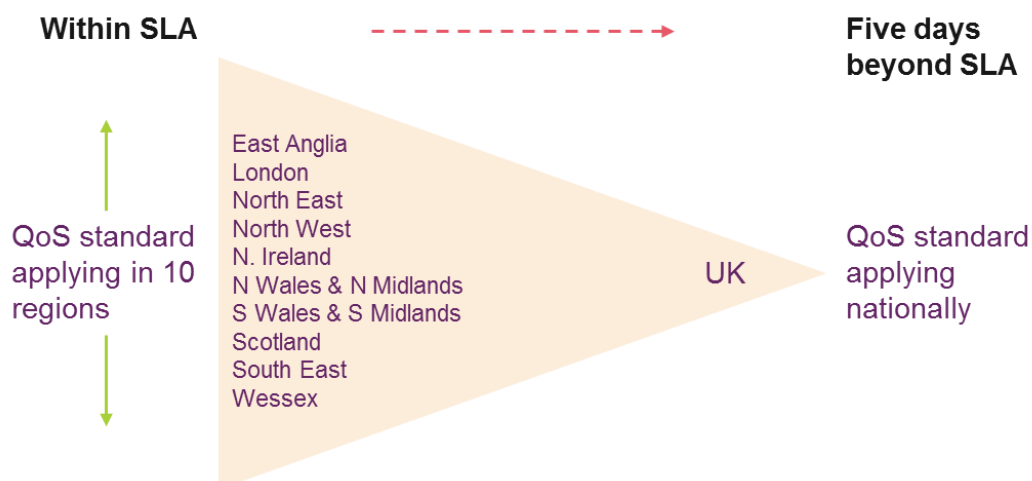 Within SLA
Five days
beyond SLA
QoS standard
applying in 10
regions
East Anglia
London
North East
North West
N. Ireland
N Wales & N Midlands
S Wales & S Midlands
Scotland
South East
Wessex
UK
QoS standard
applying
nationally